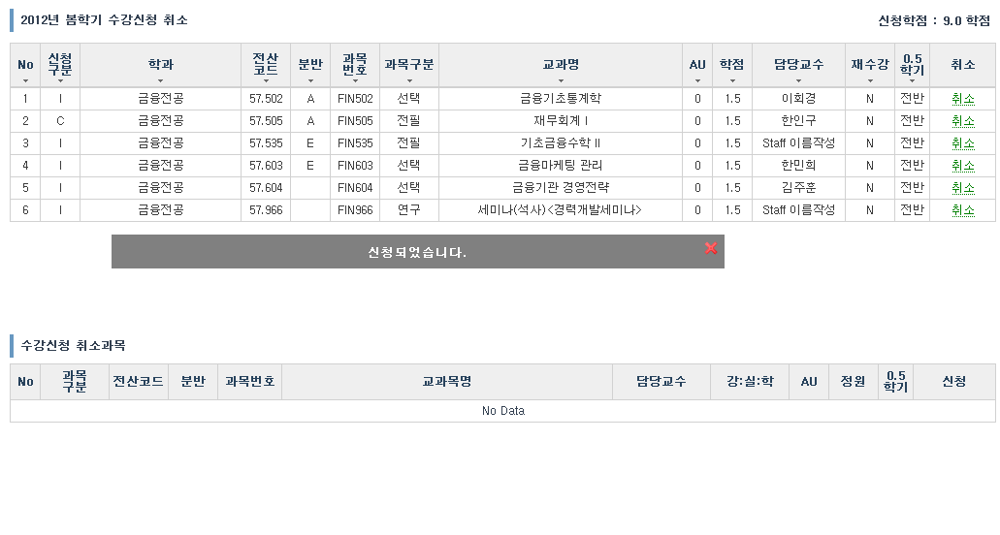 2012년 봄학기 수강신청 취소 신청학점 : 9.0 학점
No 신청구분 학과 전산코드 분반 과목번호 과목구분 교과명 AU 학점 담당교수 재수강 0.5학기 취소
1 I 금융전공 57.502 A FIN502 선택 금융기초통계학 0 1.5 이회경 N 전반 취소
2 C 금융전공 57.505 A FIN505 전필 재무회계 I 0 1.5 한인구 N 전반 취소
3 I 금융전공 57.535 E FIN535 전필 기초금융수학 II 0 1.5 Staff 이름작성 N 전반 취소
4 I 금융전공 57.603 E FIN603 선택 금융마케팅 관리 0 1.5 한민희 N 전반 취소
5 I 금융전공 57.604 FIN604 선택 금융기관 경영전략 0 1.5 김주훈 N 전반 취소
6 I 금융전공 57.966 FIN966 연구 세미나(석사)<경력개발세미나> 0 1.5 Staff 이름작성 N 전반 취소
신청되었습니다.
수강신청 취소과목
No 과목구분 전산코드 분반 과목번호 교과목명 담당교수 강:실:학 AU 정원 0.5학기 신청
No Data